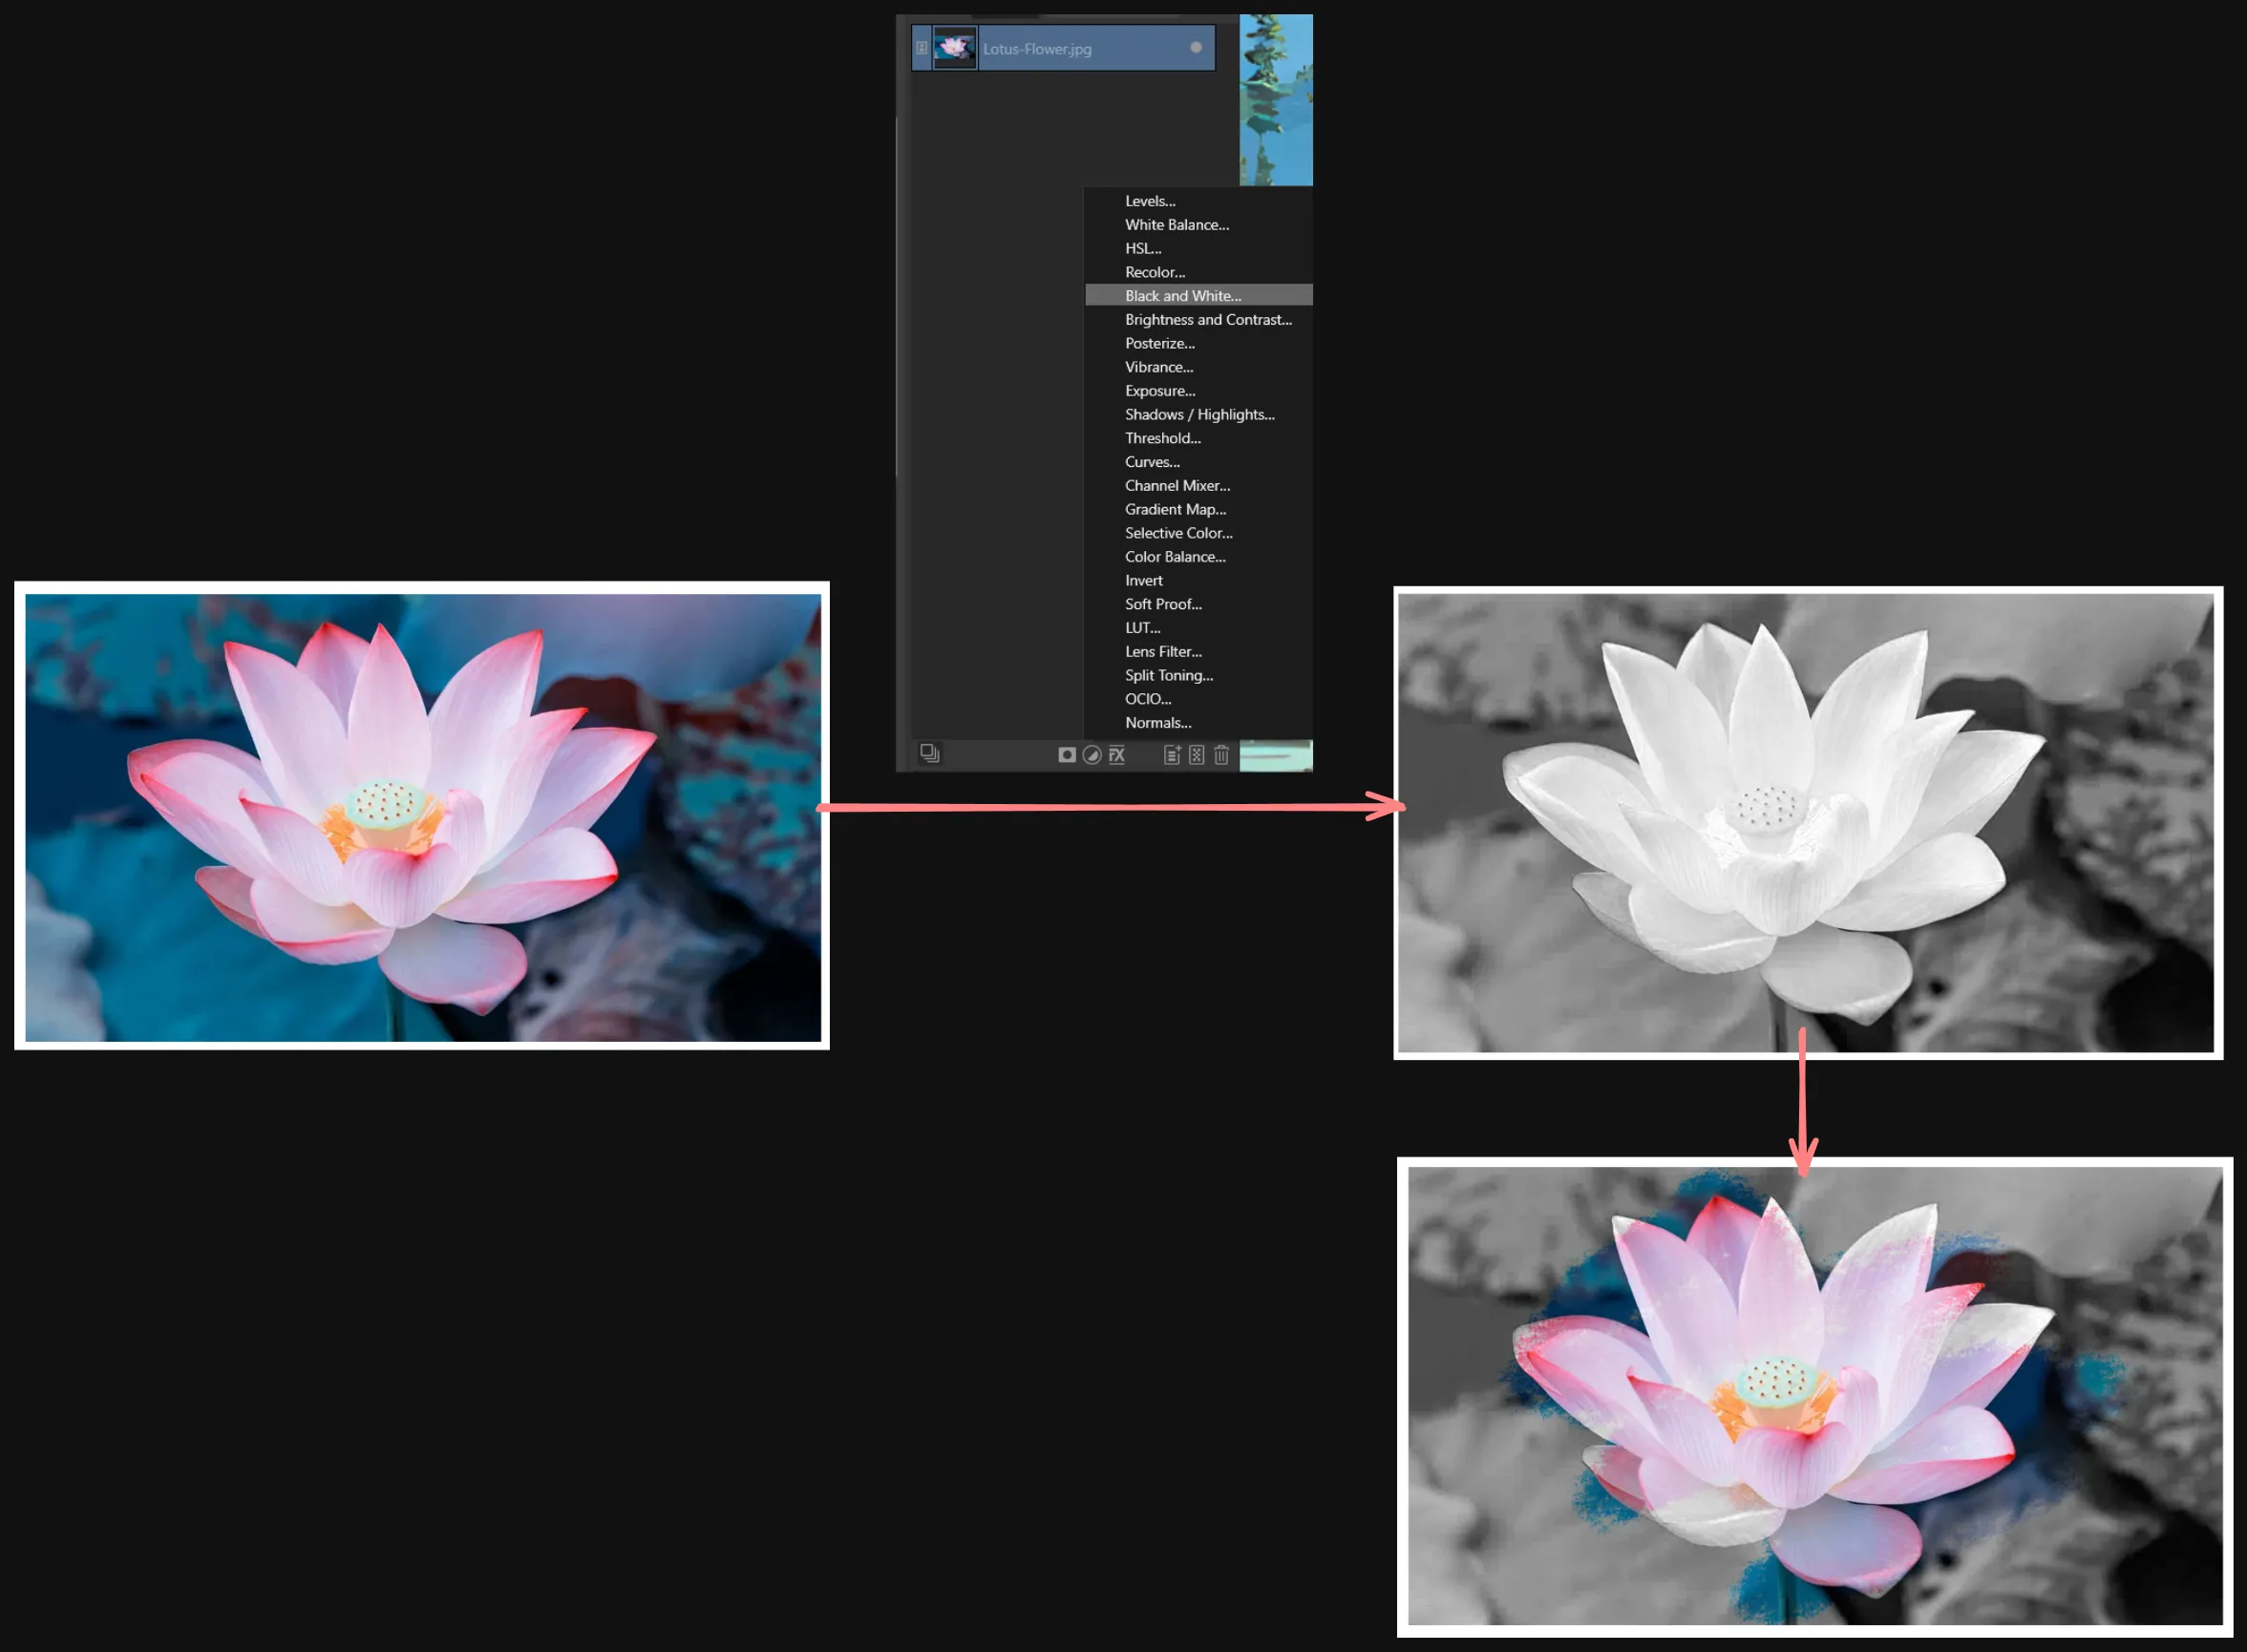 Lotus-Flower.jpg
Levels...
White Balance...
HSL...
Recolor...
Black and White...
Brightness and Contrast...
Posterize...
Vibrance...
Exposure...
Shadows / Highlights...
Threshold...
Curves...
Channel Mixer...
Gradient Map...
Selective Color...
Color Balance...
Invert
Soft Proof...
LUT...
Lens Filter...
Split Toning...
OCIO...
Normals...
FX